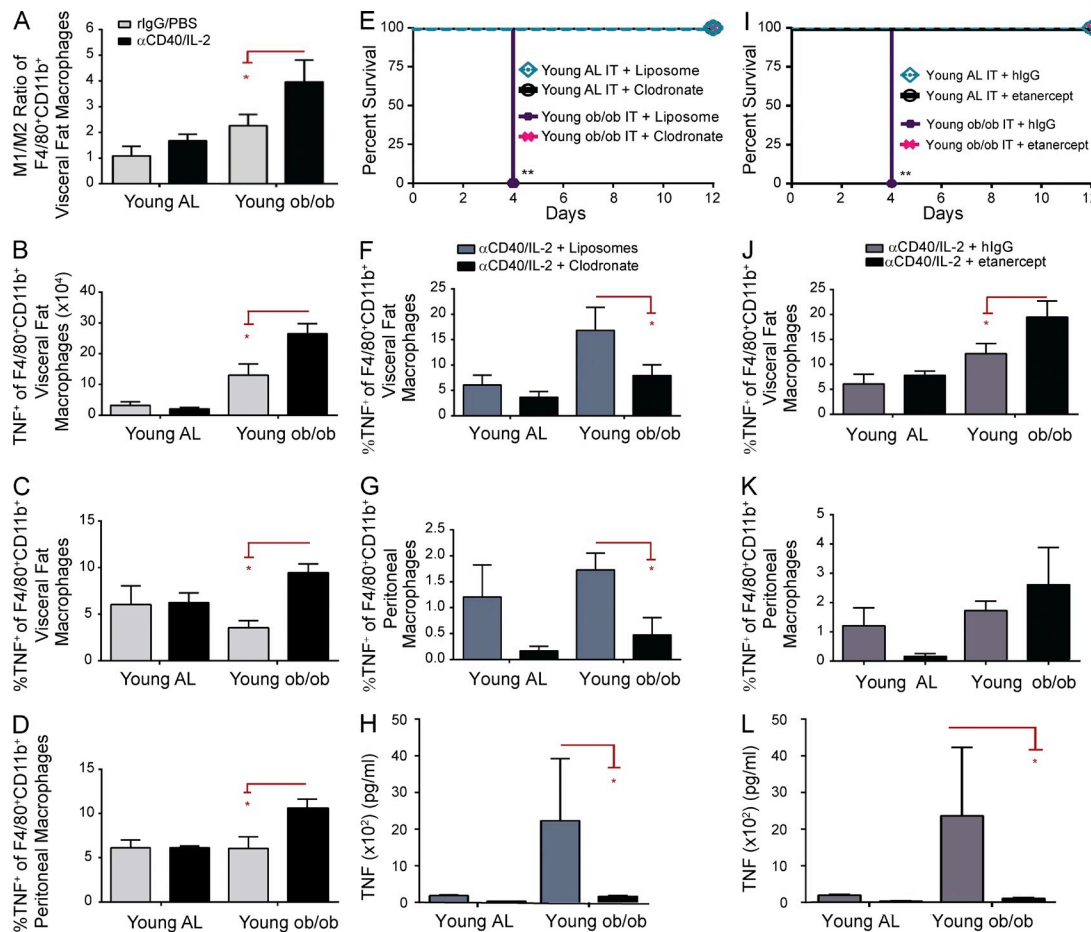 A
rIgG/PBS
αCD40/IL-2
M1/M2 Ratio of
F4/80⁺CD11b⁺
Visceral Fat Macrophages
6
5
4
3
2
1
0
*
Young AL
Young ob/ob
B
TNF⁺ of F4/80⁺CD11b⁺
Visceral Fat
Macrophages (x10⁴)
40
30
20
10
0
*
Young AL
Young ob/ob
C
%TNF⁺ of F4/80⁺CD11b⁺
Visceral Fat
Macrophages
15
10
5
0
*
Young AL
Young ob/ob
D
%TNF⁺ of F4/80⁺CD11b⁺
Peritoneal Macrophages
15
10
5
0
*
Young AL
Young ob/ob
E
Percent Survival
100
75
50
25
0
Young AL IT + Liposome
Young AL IT + Clodronate
Young ob/ob IT + Liposome
Young ob/ob IT + Clodronate
**
0
2
4
6
8
10
12
Days
F
αCD40/IL-2 + Liposomes
αCD40/IL-2 + Clodronate
%TNF⁺ of F4/80⁺CD11b⁺
Visceral Fat
Macrophages
25
20
15
10
5
0
*
Young AL
Young ob/ob
G
%TNF⁺ of F4/80⁺CD11b⁺
Peritoneal
Macrophages
2.5
2.0
1.5
1.0
0.5
0.0
*
Young AL
Young ob/ob
H
TNF (x10²) (pg/ml)
50
40
30
20
10
0
*
Young AL
Young ob/ob
I
Percent Survival
100
75
50
25
0
Young AL IT + hIgG
Young AL IT + etanercept
Young ob/ob IT + hIgG
Young ob/ob IT + etanercept
**
0
2
4
6
8
10
12
Days
J
αCD40/IL-2 + hIgG
αCD40/IL-2 + etanercept
%TNF⁺ of F4/80⁺CD11b⁺
Visceral Fat
Macrophages
25
20
15
10
5
0
*
Young AL
Young ob/ob
K
%TNF⁺ of F4/80⁺CD11b⁺
Peritoneal
Macrophages
5
4
3
2
1
0
Young AL
Young ob/ob
L
TNF (x10²) (pg/ml)
50
40
30
20
10
0
*
Young AL
Young ob/ob